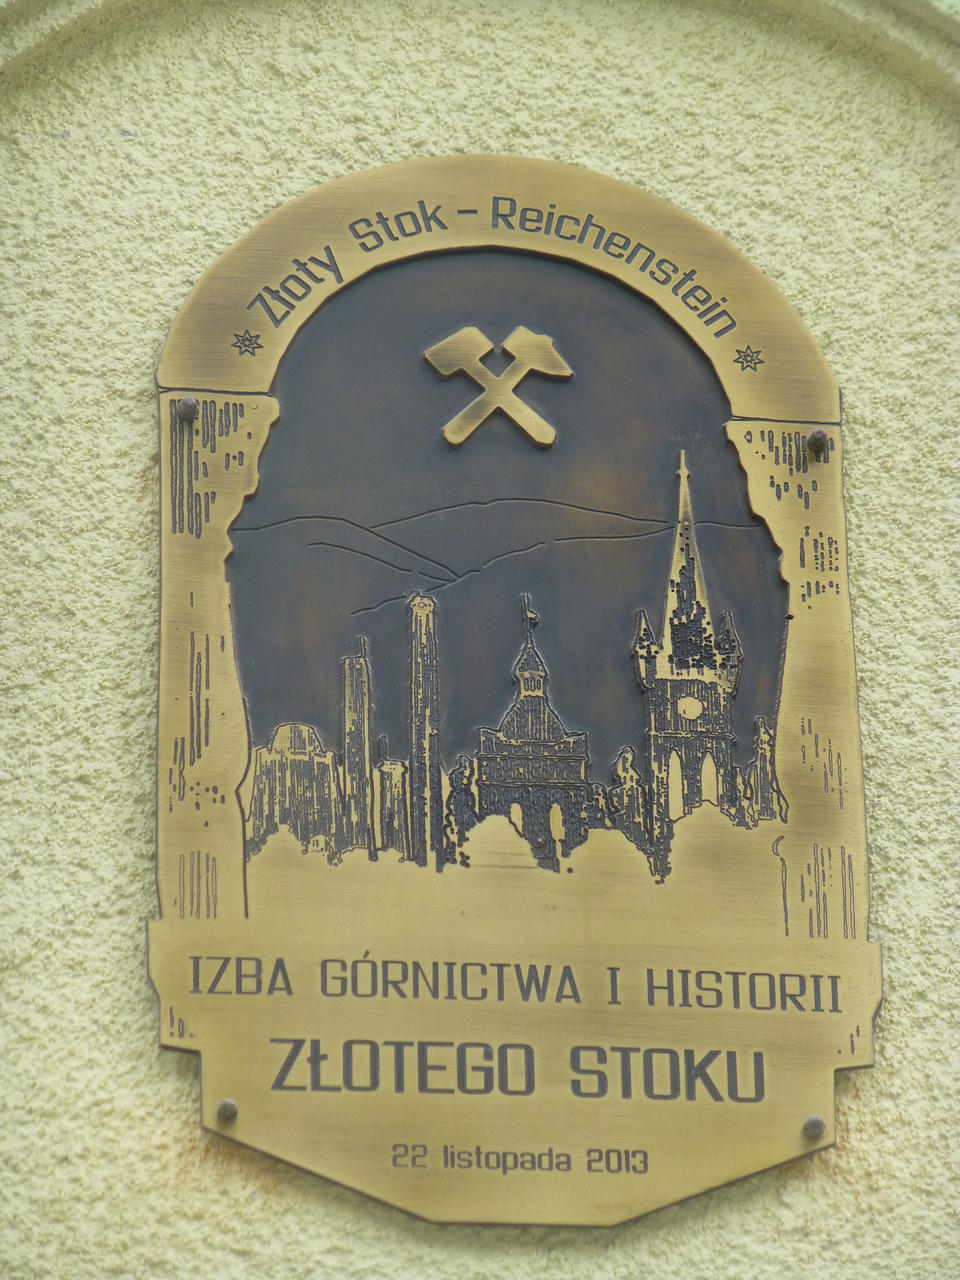 Złoty Stok - Reichenstein
IZBA GÓRNICTWA I HISTORII
ZŁOTEGO STOKU
22 listopada 2013